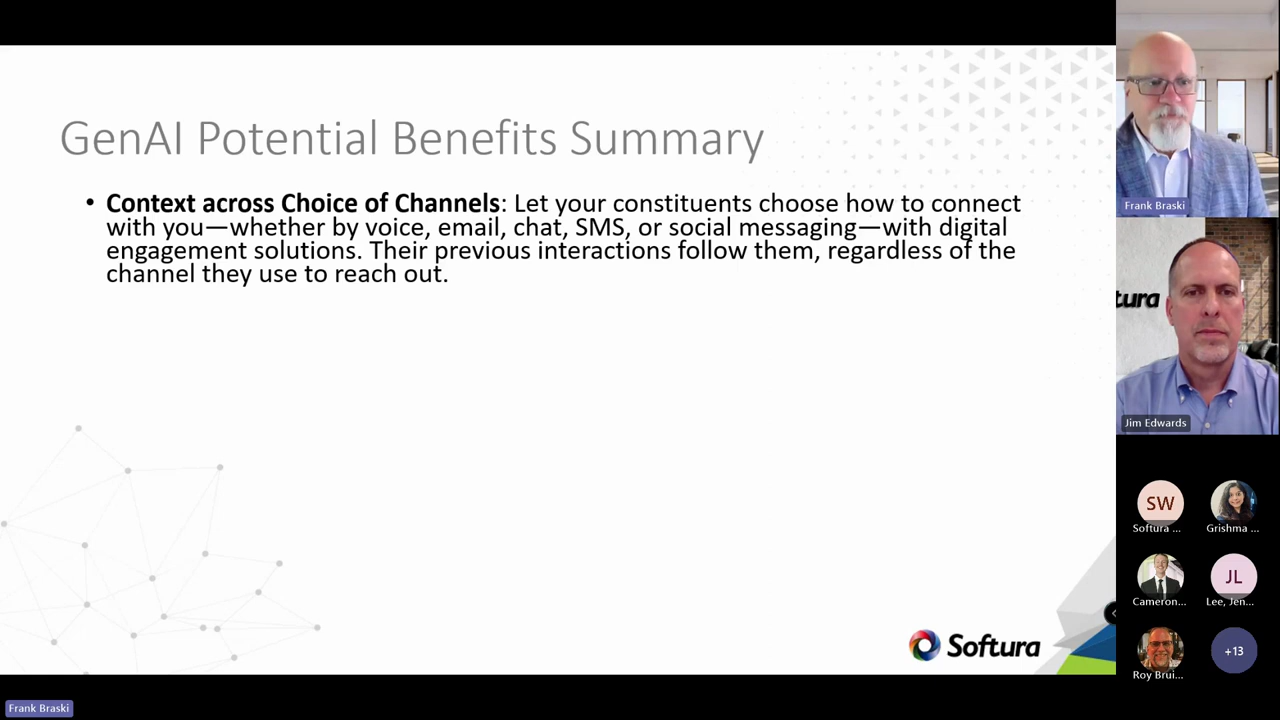 GenAI Potential Benefits Summary
• Context across Choice of Channels: Let your constituents choose how to connect
with you—whether by voice, email, chat, SMS, or social messaging—with digital
engagement solutions. Their previous interactions follow them, regardless of the
channel they use to reach out.
Softura
Frank Braski
tura
Jim Edwards
SW
Softura ...
Grishma ...
Cameron...
JL
Lee, Jen...
Roy Brui...
+13
Frank Braski